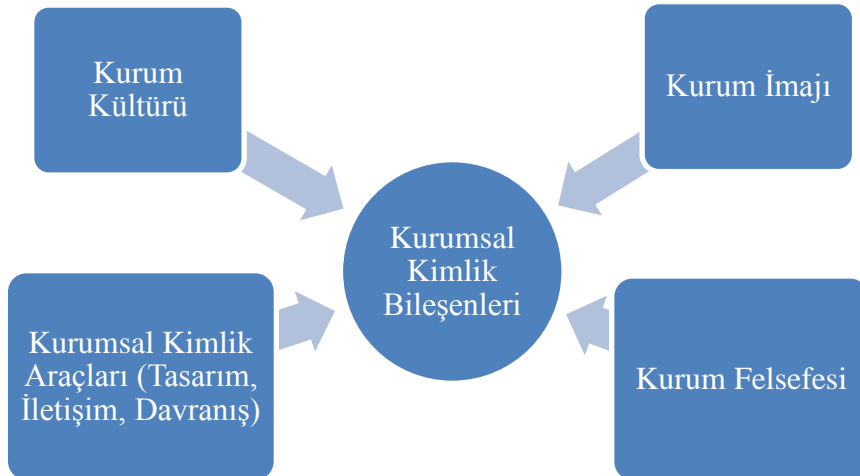 Kurum
Kültürü
Kurum İmajı
Kurumsal
Kimlik
Bileşenleri
Kurumsal Kimlik
Araçları (Tasarım,
İletişim, Davranış)
Kurum Felsefesi